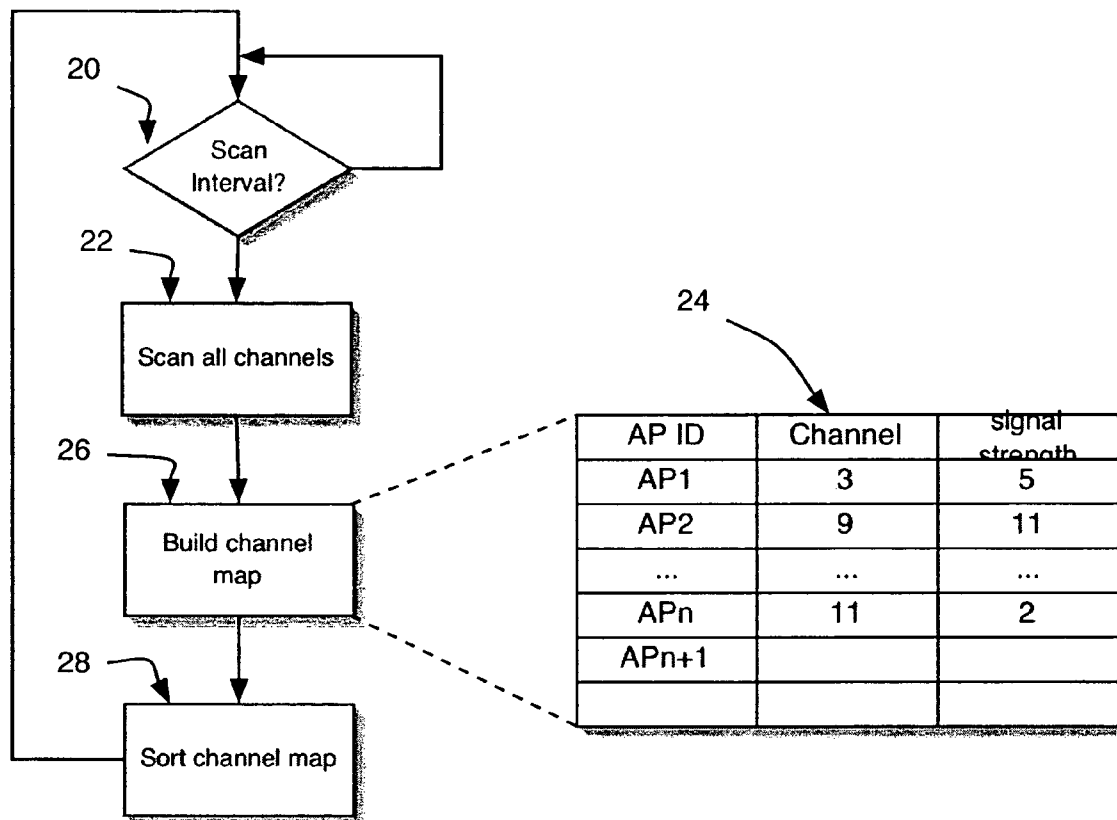 20
Scan
Interval?
22
Scan all channels
24
26
Build channel
map
AP ID Channel signal
strength
AP1 3 5
AP2 9 11
... ... ...
APn 11 2
APn+1
28
Sort channel map